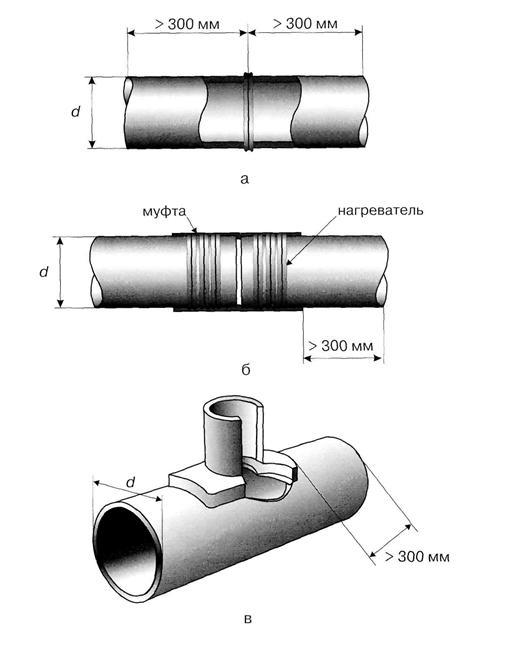 > 300 мм > 300 мм
d
а
муфта нагреватель
d
> 300 мм
б
d
> 300 мм
в